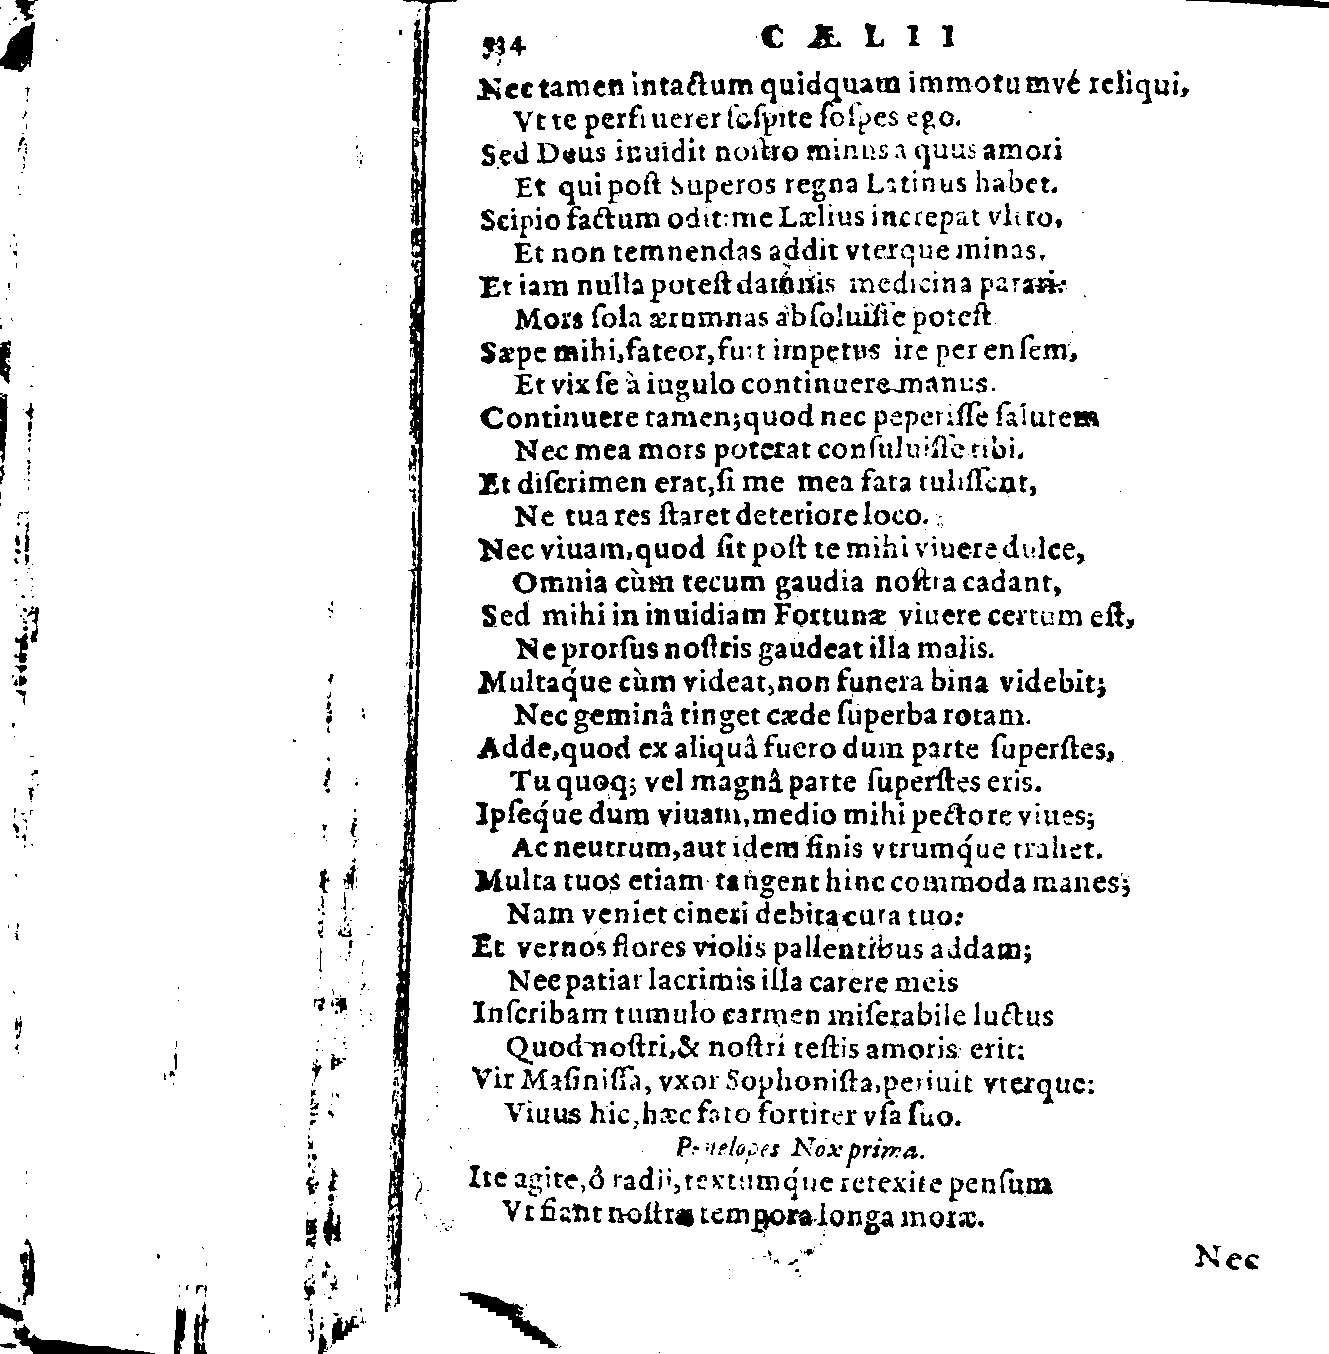 534
CÆLII
Nec tamen intactum quidquam immotumvé reliqui,
Vt te perfruerer ſoſpite ſoſpes ego.
Sed Deus inuidit noſtro minus æquus amori
Et qui poſt Superos regna Latinus habet.
Scipio factum odit: me Lælius increpat vltro,
Et non temnendas addit vterque minas.
Et iam nulla poteſt damnis medicina parari:
Mors ſola ærumnas abſoluiſſe poteſt
Sæpe mihi, fateor, fuit impetus ire per enſem,
Et vix ſe à iugulo continuere manus.
Continuere tamen; quod nec peperiſſe ſalutem
Nec mea mors poterat conſuluiſſe tibi.
Et diſcrimen erat, ſi me mea fata tuliſſent,
Ne tua res ſtaret deteriore loco.
Nec viuam, quod ſit poſt te mihi viuere dulce,
Omnia cùm tecum gaudia noſtra cadant,
Sed mihi in inuidiam Fortunæ viuere certum eſt,
Ne prorſus noſtris gaudeat illa malis.
Multaq́ue cùm videat, non funera bina videbit;
Nec geminâ tinget cæde ſuperba rotam.
Adde, quod ex aliquâ fuero dum parte ſuperſtes,
Tu quoq; vel magnâ parte ſuperſtes eris.
Ipſeq́ue dum viuam, medio mihi pectore viues;
Ac neutrum, aut idem finis vtrumq́ue trahet.
Multa tuos etiam tangent hinc commoda manes;
Nam veniet cineri debita cura tuo:
Et vernos flores violis pallentibus addam;
Nec patiar lacrimis illa carere meis
Inſcribam tumulo carmen miſerabile luctus
Quod noſtri, & noſtri teſtis amoris erit:
Vir Maſiniſſa, vxor Sophoniſta, periuit vterque:
Viuus hic, hæc fato fortiter vſa ſuo.
Penelopes Nox prima.
Ite agite, ô radij, textumq́ue retexite penſum
Vt fiant noſtræ tempora longa moræ.
Nec